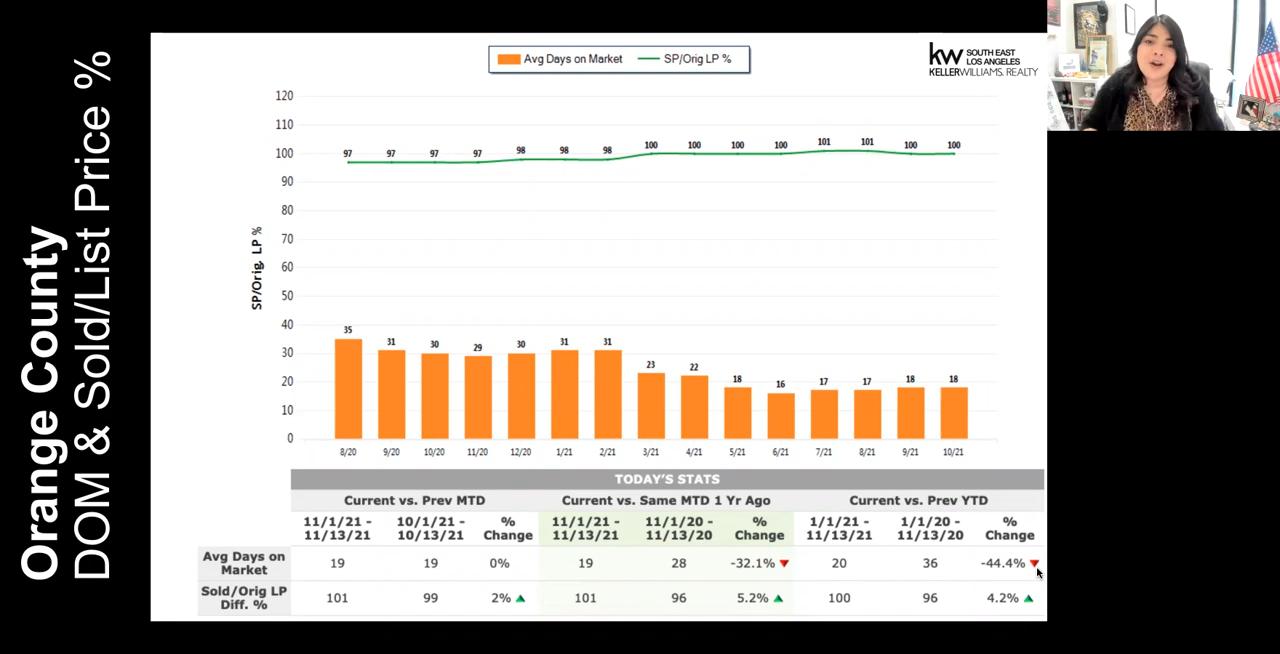 Orange County
DOM & Sold/List Price %
Avg Days on Market SP/Orig LP %
kw SOUTH EAST
LOS ANGELES
KELLERWILLIAMS. REALTY
SP/Orig. LP %
120
110
100
90
80
70
60
50
40
30
20
10
0
97 97 97 97 98 98 98 100 100 100 100 101 101 100 100
35 31 30 29 30 31 31 23 22 18 16 17 17 18 18
8/20 9/20 10/20 11/20 12/20 1/21 2/21 3/21 4/21 5/21 6/21 7/21 8/21 9/21 10/21
TODAY'S STATS
Current vs. Prev MTD Current vs. Same MTD 1 Yr Ago Current vs. Prev YTD
11/1/21 - 10/1/21 - % 11/1/21 - 11/1/20 - % 1/1/21 - 1/1/20 - %
11/13/21 10/13/21 Change 11/13/21 11/13/20 Change 11/13/21 11/13/20 Change
Avg Days on
Market 19 19 0% 19 28 -32.1% 20 36 -44.4%
Sold/Orig LP
Diff. % 101 99 2% 101 96 5.2% 100 96 4.2%